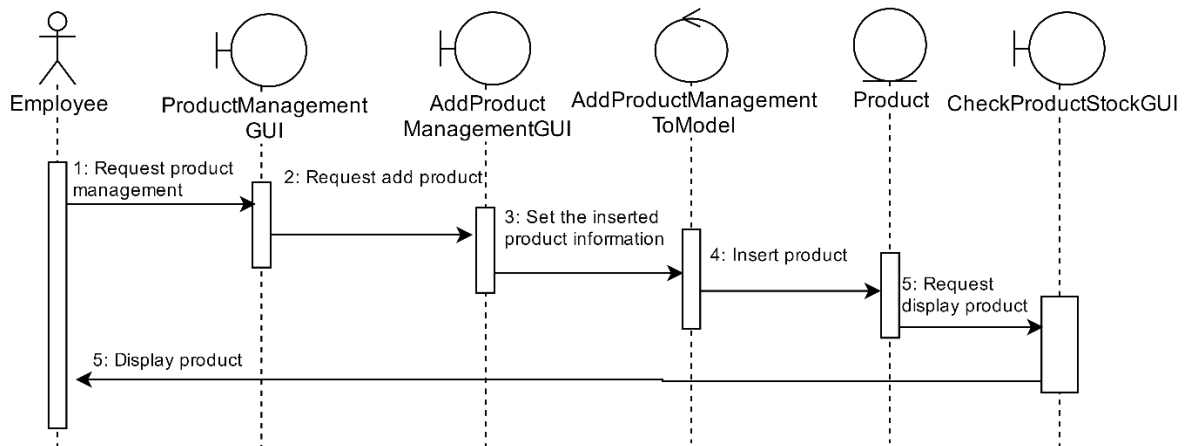 Employee
ProductManagement
GUI
AddProduct
ManagementGUI
AddProductManagement
ToModel
Product
CheckProductStockGUI
1: Request product
management
2: Request add product
3: Set the inserted
product information
4: Insert product
5: Request
display product
5: Display product